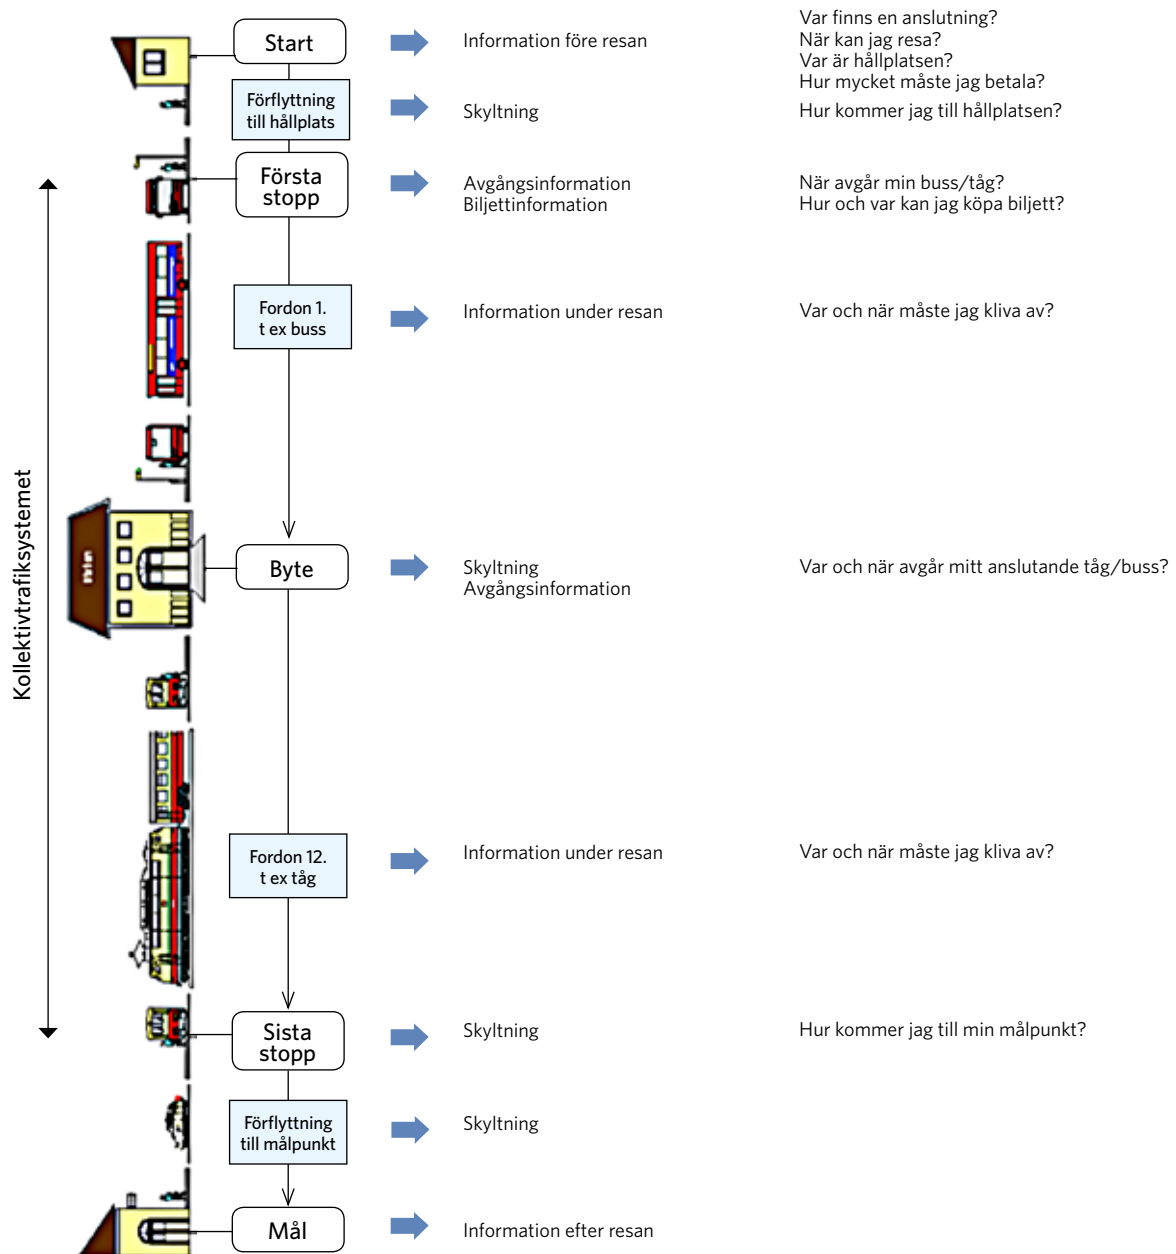 Start
Information före resan
Var finns en anslutning?
När kan jag resa?
Var är hållplatsen?
Hur mycket måste jag betala?
Förflyttning
till hållplats
Skyltning
Hur kommer jag till hållplatsen?
Första
stopp
Avgångsinformation
Biljettinformation
När avgår min buss/tåg?
Hur och var kan jag köpa biljett?
Fordon 1.
t ex buss
Information under resan
Var och när måste jag kliva av?
Kollektivtrafiksystemet
Byte
Skyltning
Avgångsinformation
Var och när avgår mitt anslutande tåg/buss?
Fordon 12.
t ex tåg
Information under resan
Var och när måste jag kliva av?
Sista
stopp
Skyltning
Hur kommer jag till min målpunkt?
Förflyttning
till målpunkt
Skyltning
Mål
Information efter resan